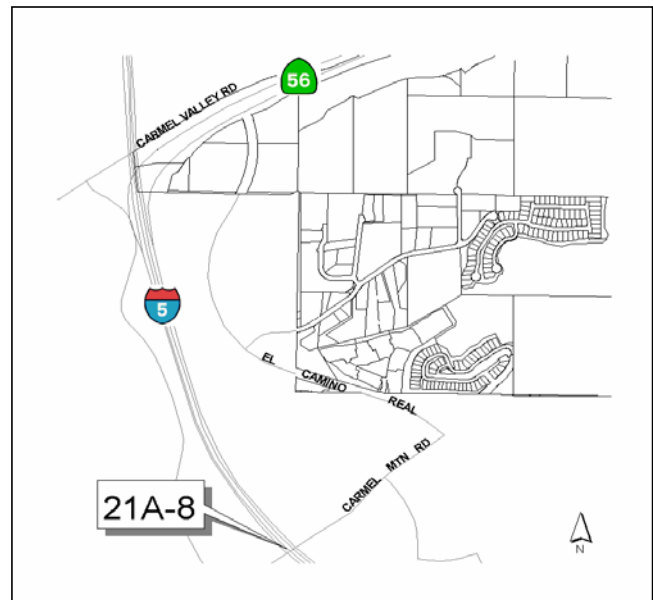 56
CARMEL VALLEY RD
5
EL CAMINO REAL
CARMEL MTN RD
21A-8
N